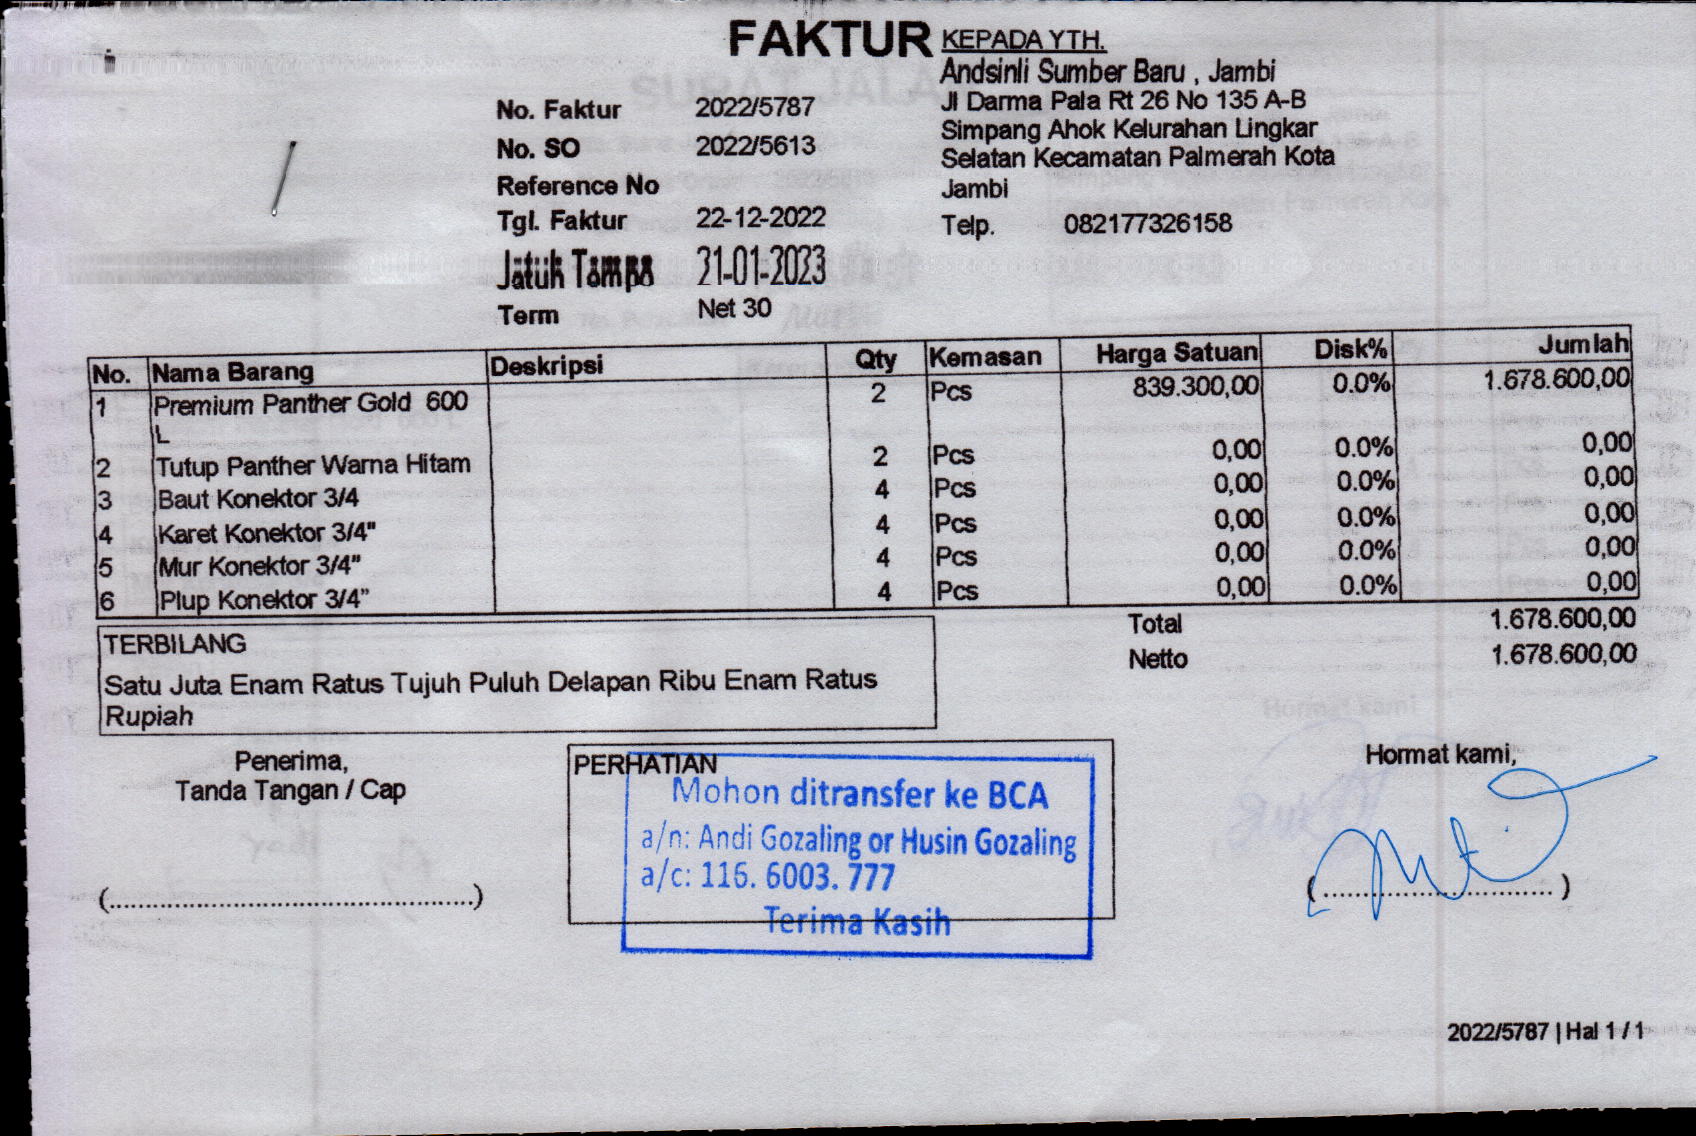 FAKTUR
KEPADA YTH.
Andsinli Sumber Baru , Jambi
Jl Darma Pala Rt 26 No 135 A-B
Simpang Ahok Kelurahan Lingkar
Selatan Kecamatan Palmerah Kota
Jambi
Telp. 082177326158
No. Faktur 2022/5787
No. SO 2022/5613
Reference No
Tgl. Faktur 22-12-2022
Jatuh Tempo 21-01-2023
Term Net 30
No. Nama Barang Deskripsi Qty Kemasan Harga Satuan Disk% Jumlah
1 Premium Panther Gold 600 2 Pcs 839.300,00 0.0% 1.678.600,00
L
2 Tutup Panther Warna Hitam 2 Pcs 0,00 0.0% 0,00
3 Baut Konektor 3/4 4 Pcs 0,00 0.0% 0,00
4 Karet Konektor 3/4" 4 Pcs 0,00 0.0% 0,00
5 Mur Konektor 3/4" 4 Pcs 0,00 0.0% 0,00
6 Plup Konektor 3/4" 4 Pcs 0,00 0.0% 0,00
Total 1.678.600,00
Netto 1.678.600,00
TERBILANG
Satu Juta Enam Ratus Tujuh Puluh Delapan Ribu Enam Ratus
Rupiah
Penerima,
Tanda Tangan / Cap
(................................................)
PERHATIAN
Mohon ditransfer ke BCA
a/n: Andi Gozaling or Husin Gozaling
a/c: 116. 6003. 777
Terima Kasih
Hormat kami,
(................................)
2022/5787 | Hal 1 / 1